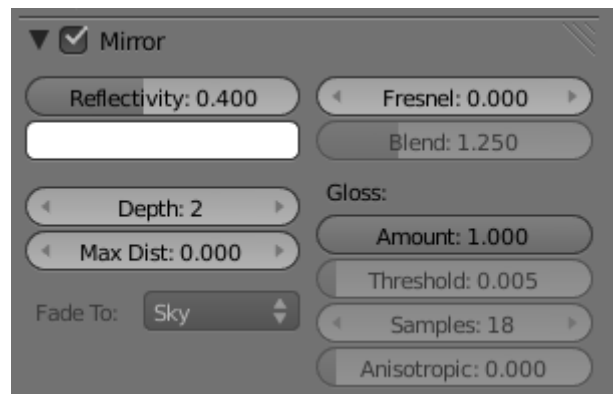 Mirror
Reflectivity: 0.400
Fresnel: 0.000
Blend: 1.250
Depth: 2
Max Dist: 0.000
Fade To: Sky
Gloss:
Amount: 1.000
Threshold: 0.005
Samples: 18
Anisotropic: 0.000